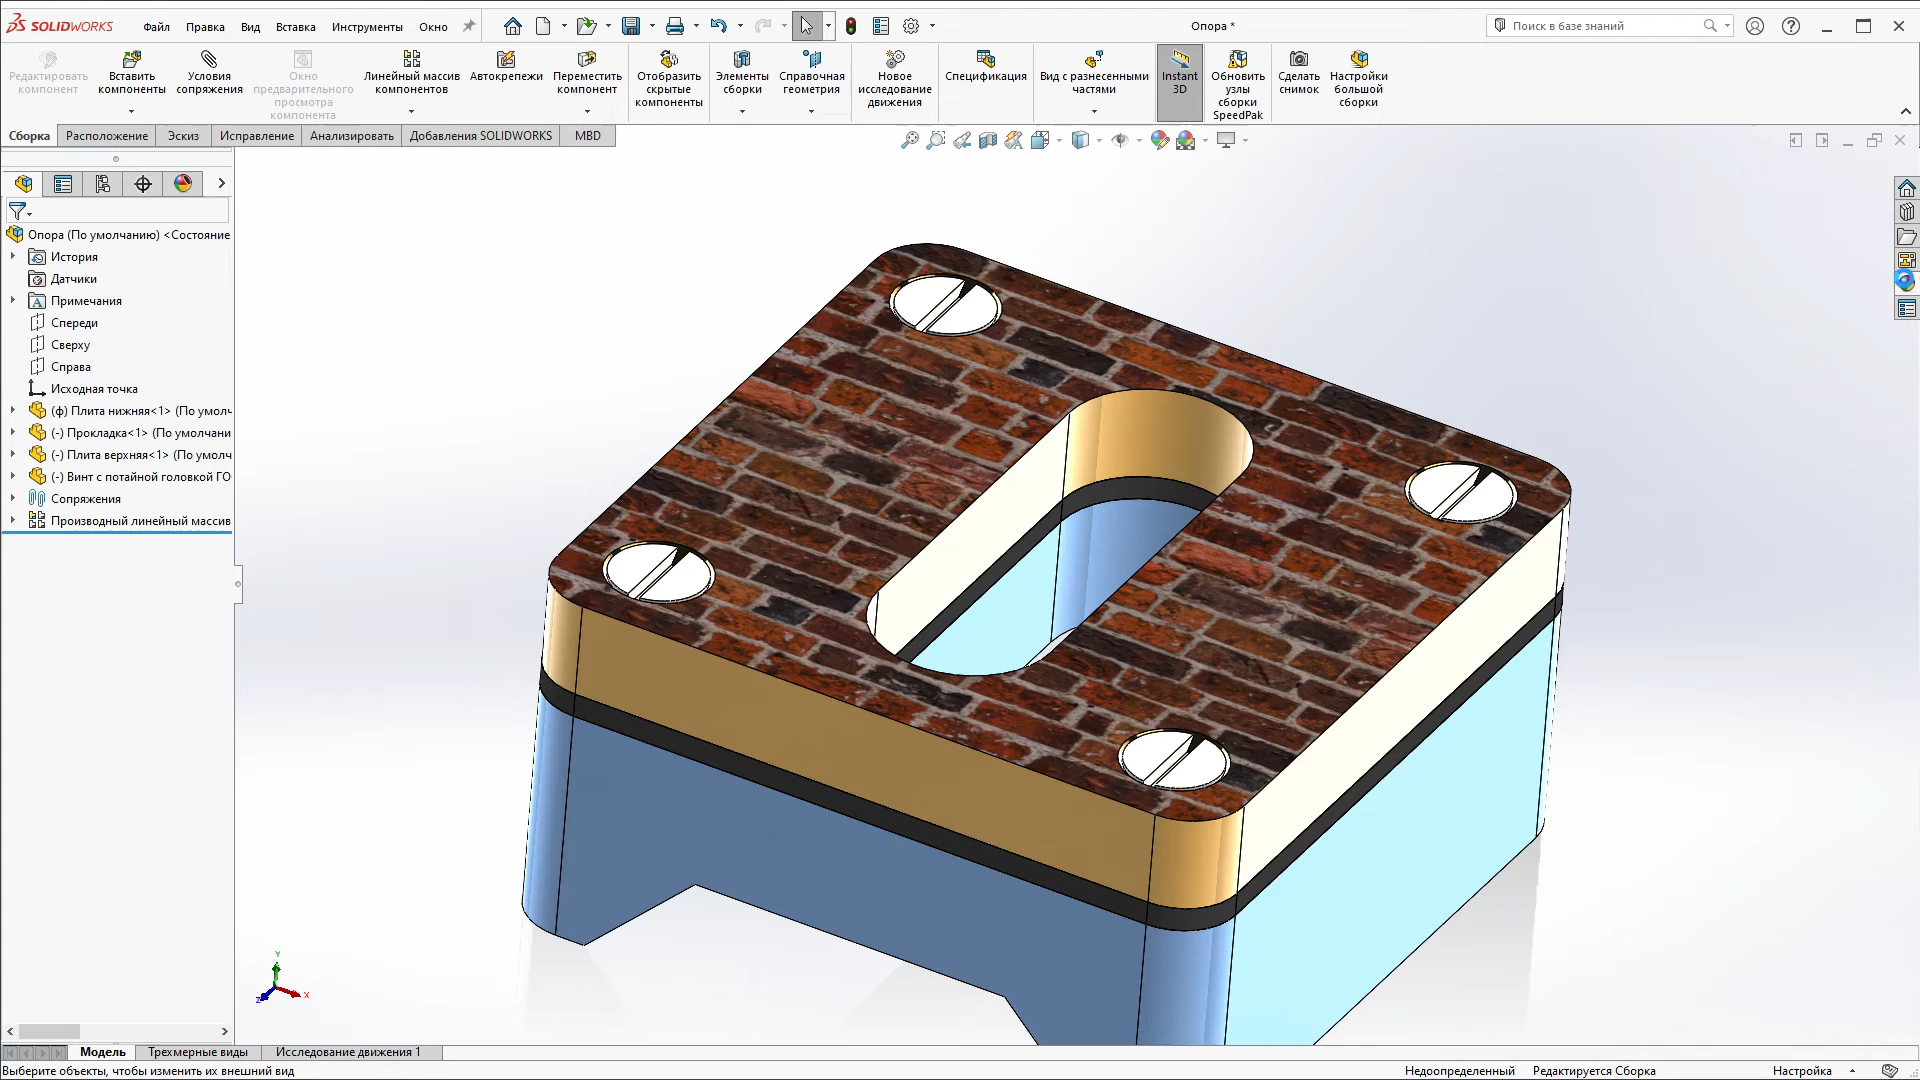 SOLIDWORKS
Файл Правка Вид Вставка Инструменты Окно
Опора *
Поиск в базе знаний
Редактировать компонент
Вставить компоненты
Условия сопряжения
Окно предварительного просмотра компонента
Линейный массив компонентов
Автокрепежи
Переместить компонент
Отобразить скрытые компоненты
Элементы сборки
Справочная геометрия
Новое исследование движения
Спецификация
Вид с разнесенными частями
Instant 3D
Обновить узлы сборки SpeedPak
Сделать снимок
Настройки большой сборки
Сборка Расположение Эскиз Исправление Анализировать Добавления SOLIDWORKS MBD
Опора (По умолчанию) <Состояние
История
Датчики
Примечания
Спереди
Сверху
Справа
Исходная точка
(ф) Плита нижняя<1> (По умолч
(-) Прокладка<1> (По умолчани
(-) Плита верхняя<1> (По умолч
(-) Винт с потайной головкой ГО
Сопряжения
Производный линейный массив
Y
X
Z
Модель Трехмерные виды Исследование движения 1
Выберите объекты, чтобы изменить их внешний вид
Недоопределенный Редактируется Сборка Настройка